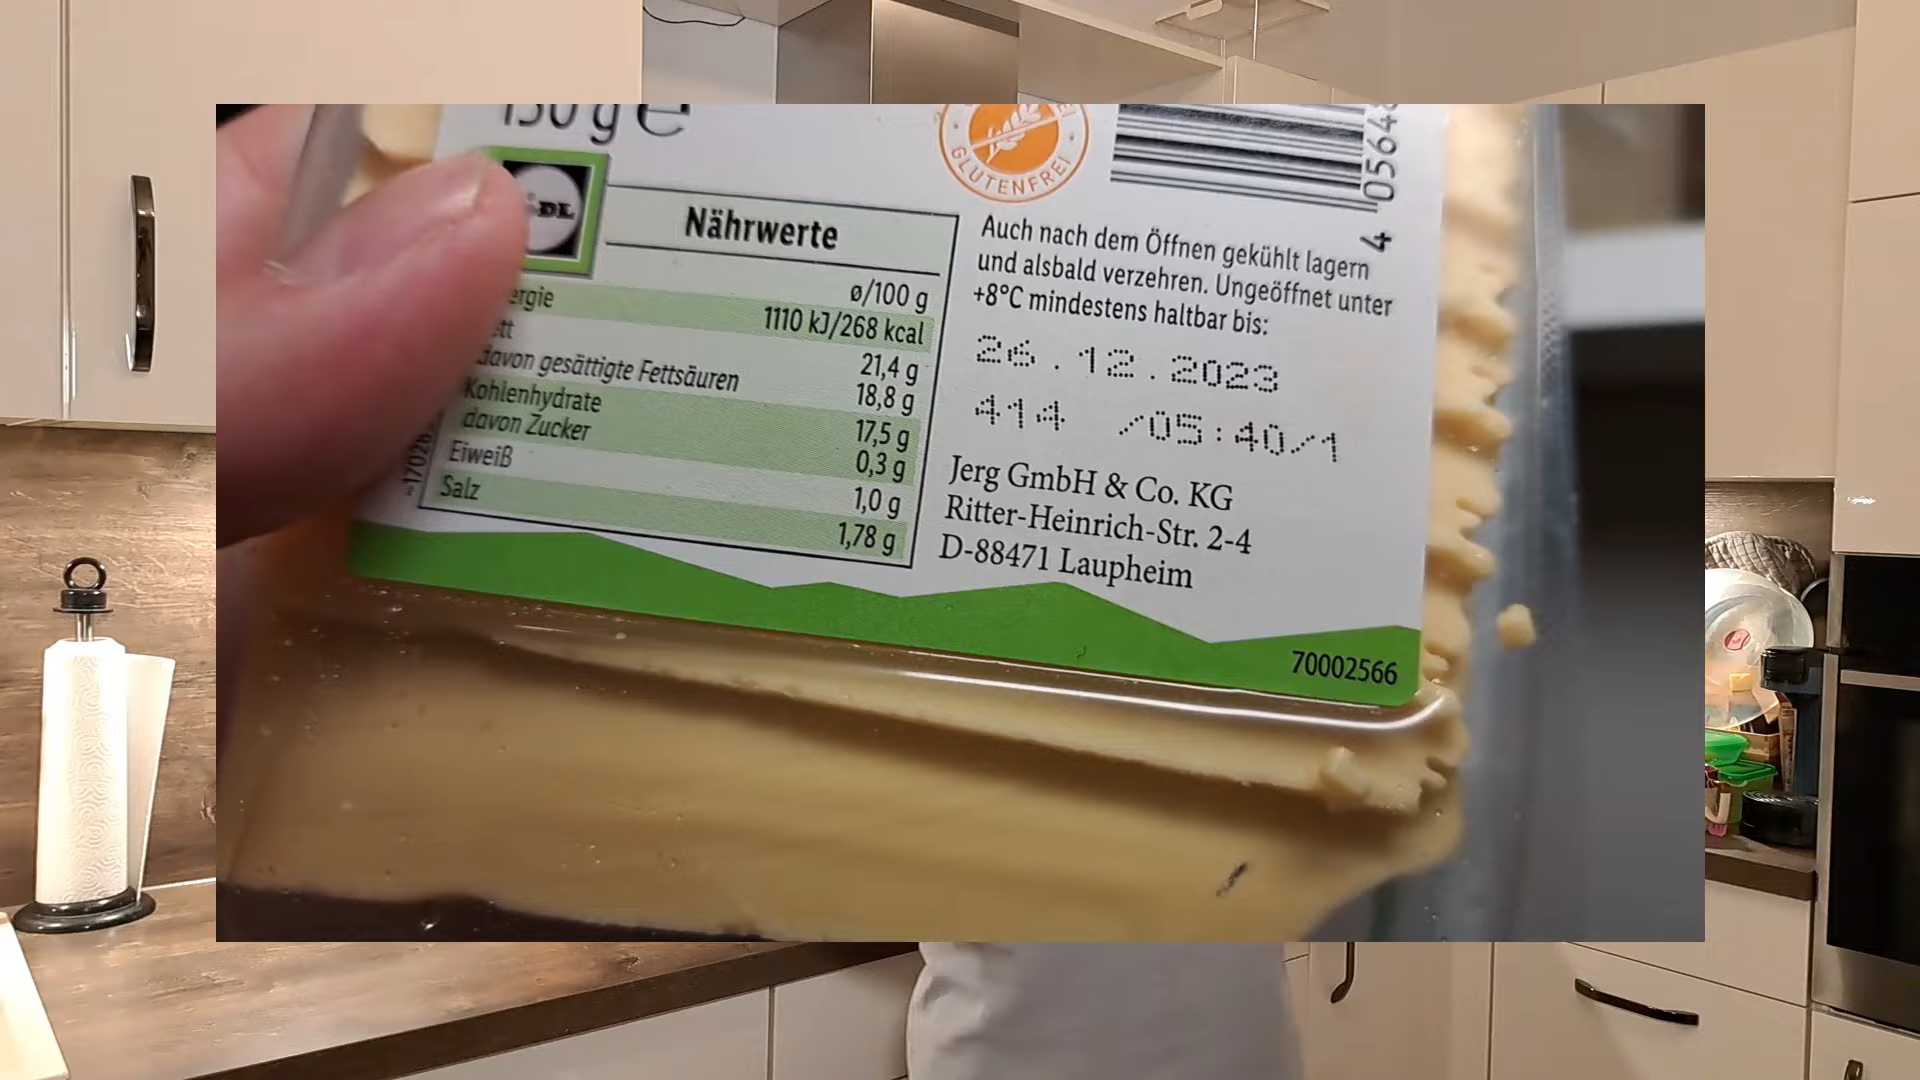 GLUTENFREI
4 05648
Nährwerte
ø/100 g
1110 kJ/268 kcal
21,4 g
davon gesättigte Fettsäuren 18,8 g
Kohlenhydrate 17,5 g
davon Zucker 0,3 g
Eiweiß 1,0 g
Salz 1,78 g
Auch nach dem Öffnen gekühlt lagern
und alsbald verzehren. Ungeöffnet unter
+8°C mindestens haltbar bis:
26.12.2023
414 /05:40/1
Jerg GmbH & Co. KG
Ritter-Heinrich-Str. 2-4
D-88471 Laupheim
70002566